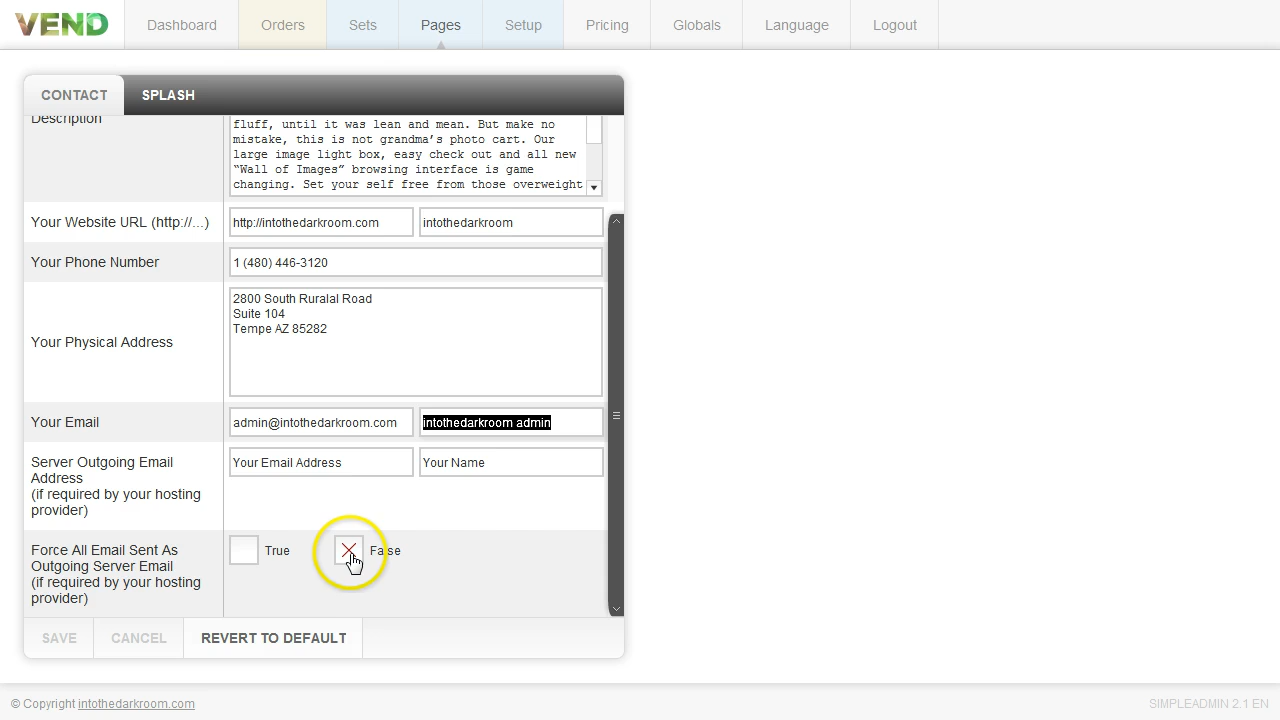 VEND Dashboard Orders Sets Pages Setup Pricing Globals Language Logout
CONTACT SPLASH
Description
fluff, until it was lean and mean. But make no
mistake, this is not grandma's photo cart. Our
large image light box, easy check out and all new
“Wall of Images” browsing interface is game
changing. Set your self free from those overweight
Your Website URL (http://...) http://intothedarkroom.com intothedarkroom
Your Phone Number 1 (480) 446-3120
Your Physical Address
2800 South Ruralal Road
Suite 104
Tempe AZ 85282
Your Email admin@intothedarkroom.com intothedarkroom admin
Server Outgoing Email
Address
(if required by your hosting
provider)
Your Email Address Your Name
Force All Email Sent As
Outgoing Server Email
(if required by your hosting
provider)
True False
SAVE CANCEL REVERT TO DEFAULT
© Copyright intothedarkroom.com SIMPLEADMIN 2.1 EN